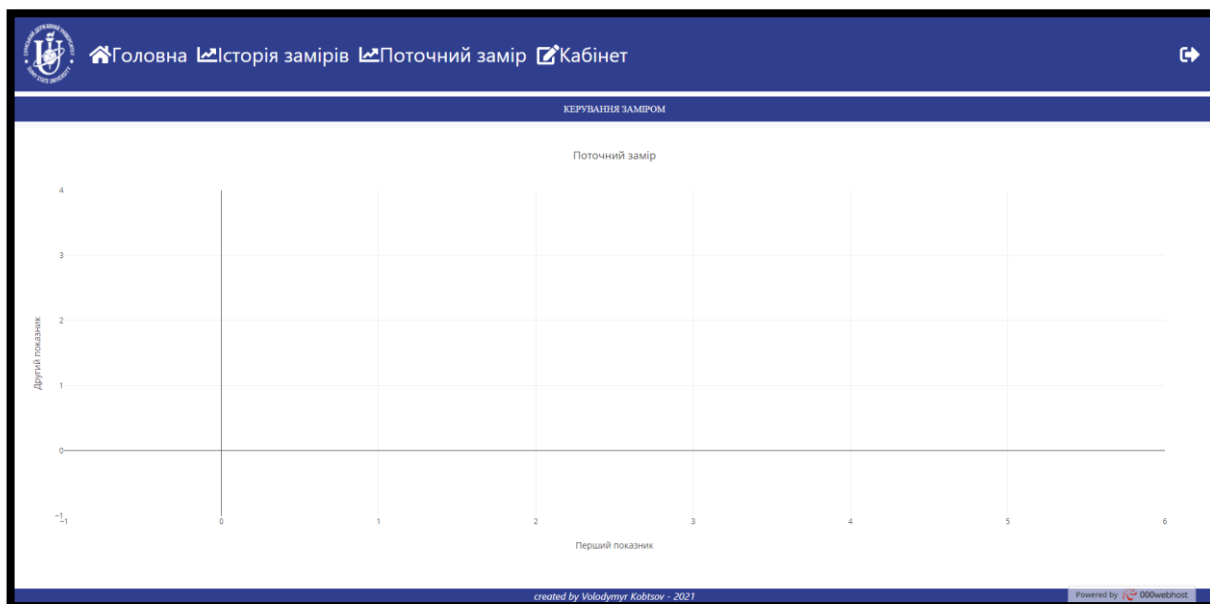 Головна Історія замірів Поточний замір Кабінет
КЕРУВАННЯ ЗАМІРОМ
Поточний замір
4
3
2
1
0
−1
Другий показник
−1 0 1 2 3 4 5 6
Перший показник
created by Volodymyr Kobtsov - 2021
Powered by 000webhost